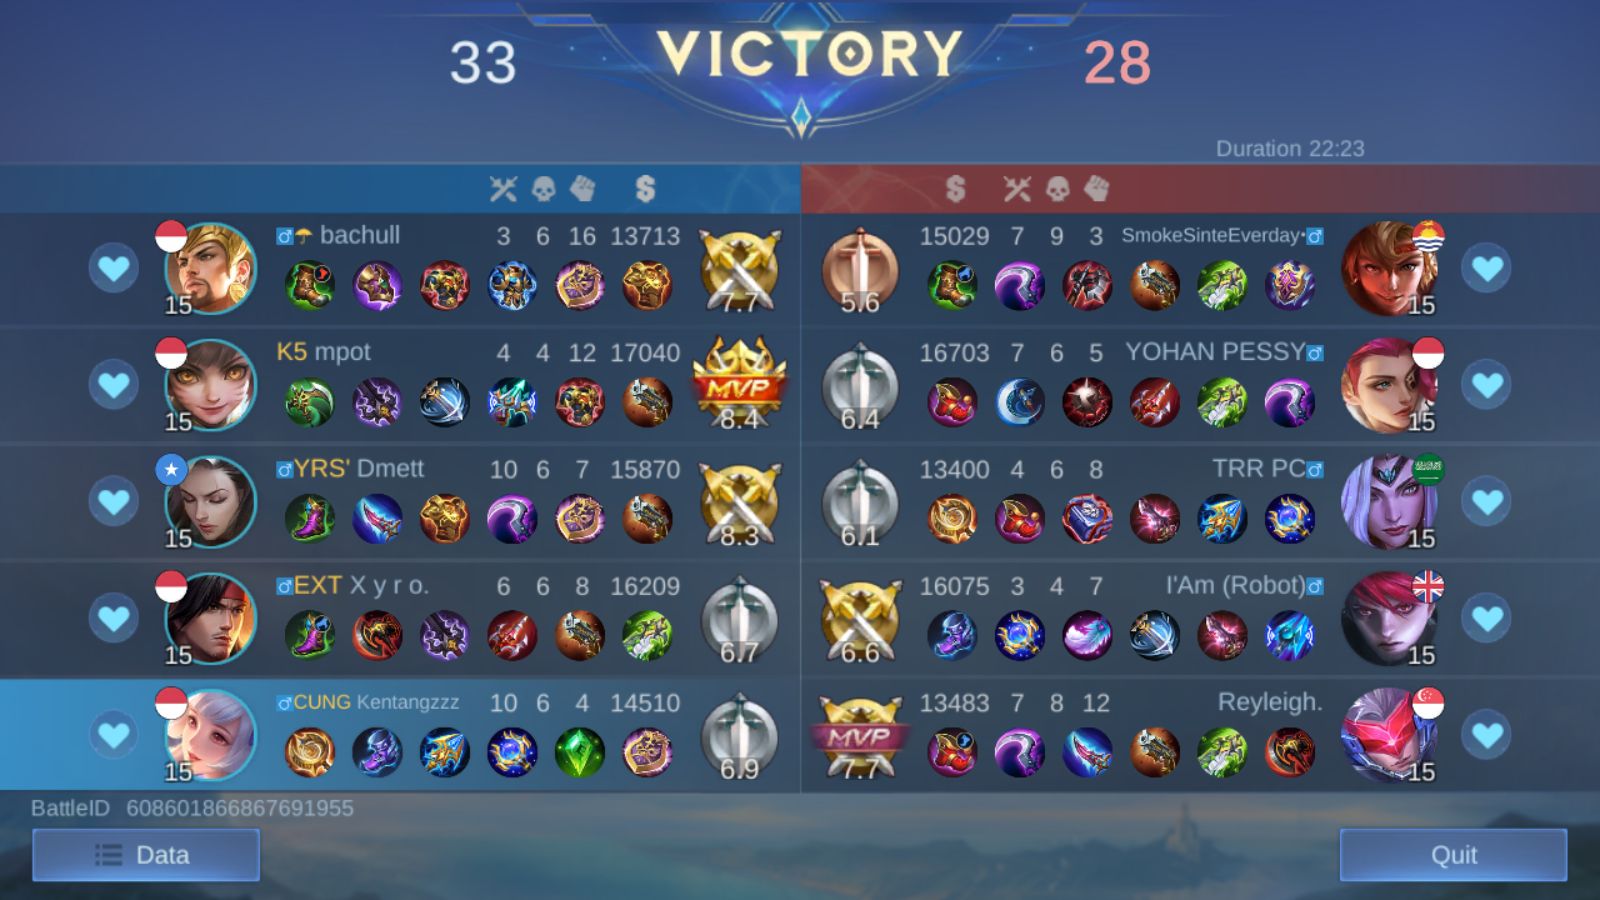 33 VICTORY 28
Duration 22:23
bachull 3 6 16 13713 7.7
15
K5 mpot 4 4 12 17040 MVP 8.4
15
YRS' Dmett 10 6 7 15870 8.3
15
EXT X y r o. 6 6 8 16209 6.7
15
CUNG Kentangzzz 10 6 4 14510 6.9
15
5.6 15029 7 9 3 SmokeSinteEverday•
15
6.4 16703 7 6 5 YOHAN PESSY
15
6.1 13400 4 6 8 TRR PC
15
6.6 16075 3 4 7 I'Am (Robot)
15
MVP 7.7 13483 7 8 12 Reyleigh.
15
BattleID 608601866867691955
Data
Quit